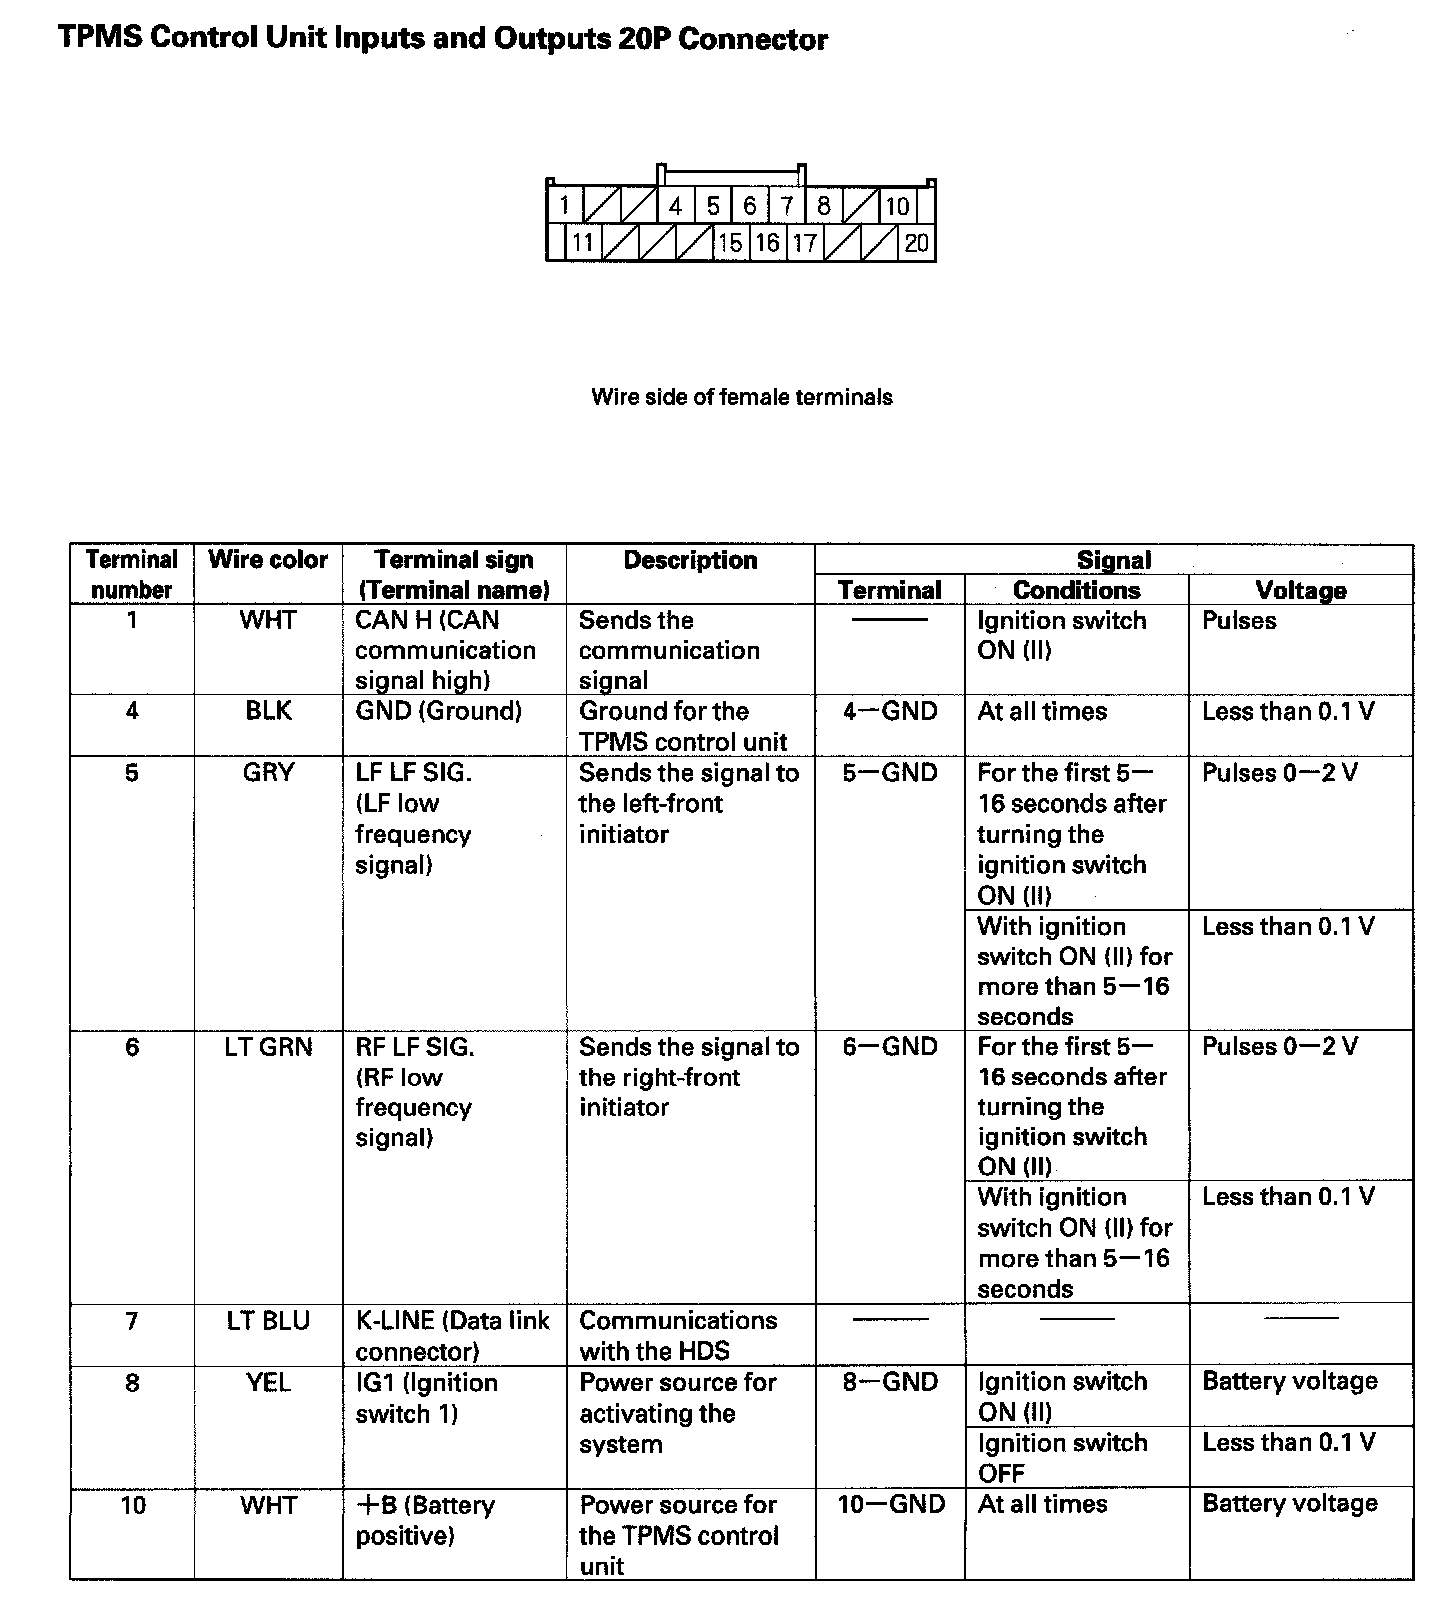 TPMS Control Unit Inputs and Outputs 20P Connector
1 4 5 6 7 8 10
11 15 16 17 20
Wire side of female terminals
Terminal number
Wire color
Terminal sign (Terminal name)
Description
Signal
Terminal
Conditions
Voltage
1
WHT
CAN H (CAN
communication
signal high)
Sends the
communication
signal
Ignition switch
ON (II)
Pulses
4
BLK
GND (Ground)
Ground for the
TPMS control unit
4—GND
At all times
Less than 0.1 V
5
GRY
LF LF SIG.
(LF low
frequency
signal)
Sends the signal to
the left-front
initiator
5—GND
For the first 5—
16 seconds after
turning the
ignition switch
ON (II)
Pulses 0—2 V
With ignition
switch ON (II) for
more than 5—16
seconds
Less than 0.1 V
6
LT GRN
RF LF SIG.
(RF low
frequency
signal)
Sends the signal to
the right-front
initiator
6—GND
For the first 5—
16 seconds after
turning the
ignition switch
ON (II)
Pulses 0—2 V
With ignition
switch ON (II) for
more than 5—16
seconds
Less than 0.1 V
7
LT BLU
K-LINE (Data link
connector)
Communications
with the HDS
8
YEL
IG1 (Ignition
switch 1)
Power source for
activating the
system
8—GND
Ignition switch
ON (II)
Battery voltage
Ignition switch
OFF
Less than 0.1 V
10
WHT
+B (Battery
positive)
Power source for
the TPMS control
unit
10—GND
At all times
Battery voltage